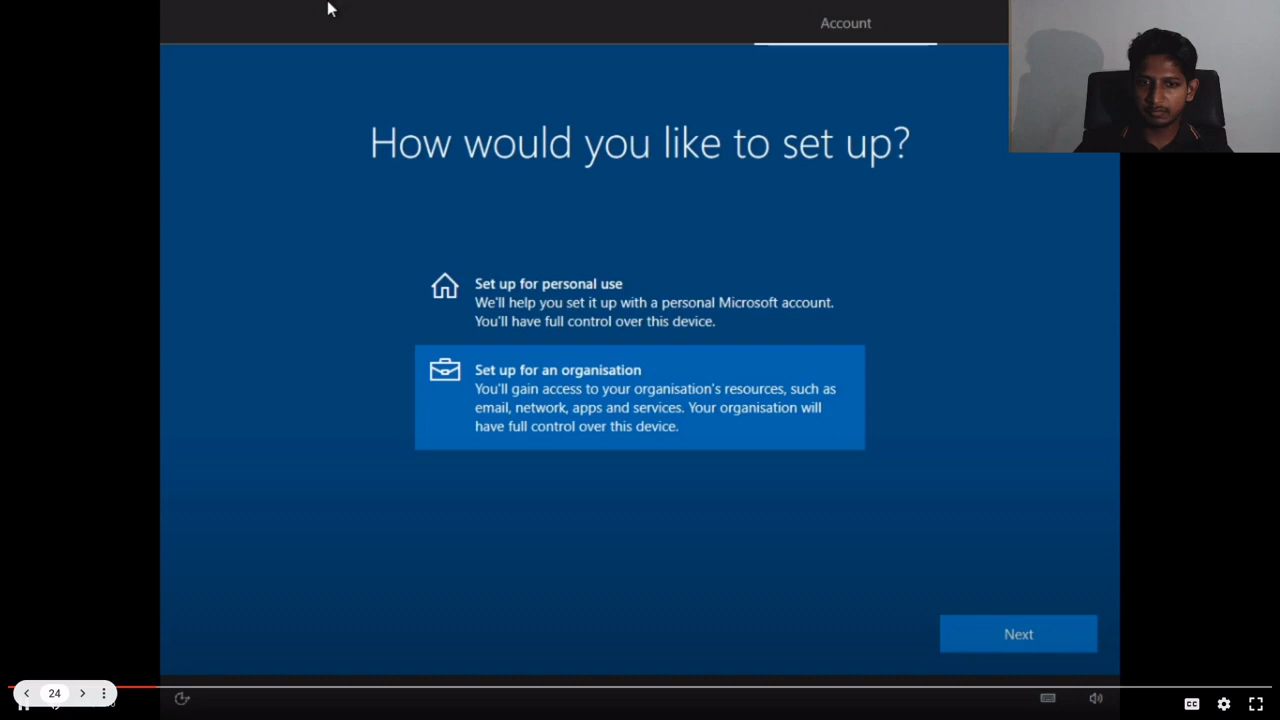 Account
How would you like to set up?
Set up for personal use
We'll help you set it up with a personal Microsoft account.
You'll have full control over this device.
Set up for an organisation
You'll gain access to your organisation's resources, such as
email, network, apps and services. Your organisation will
have full control over this device.
Next
24
CC